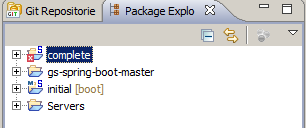 Git Repositorie Package Explo
complete
gs-spring-boot-master
initial [boot]
Servers